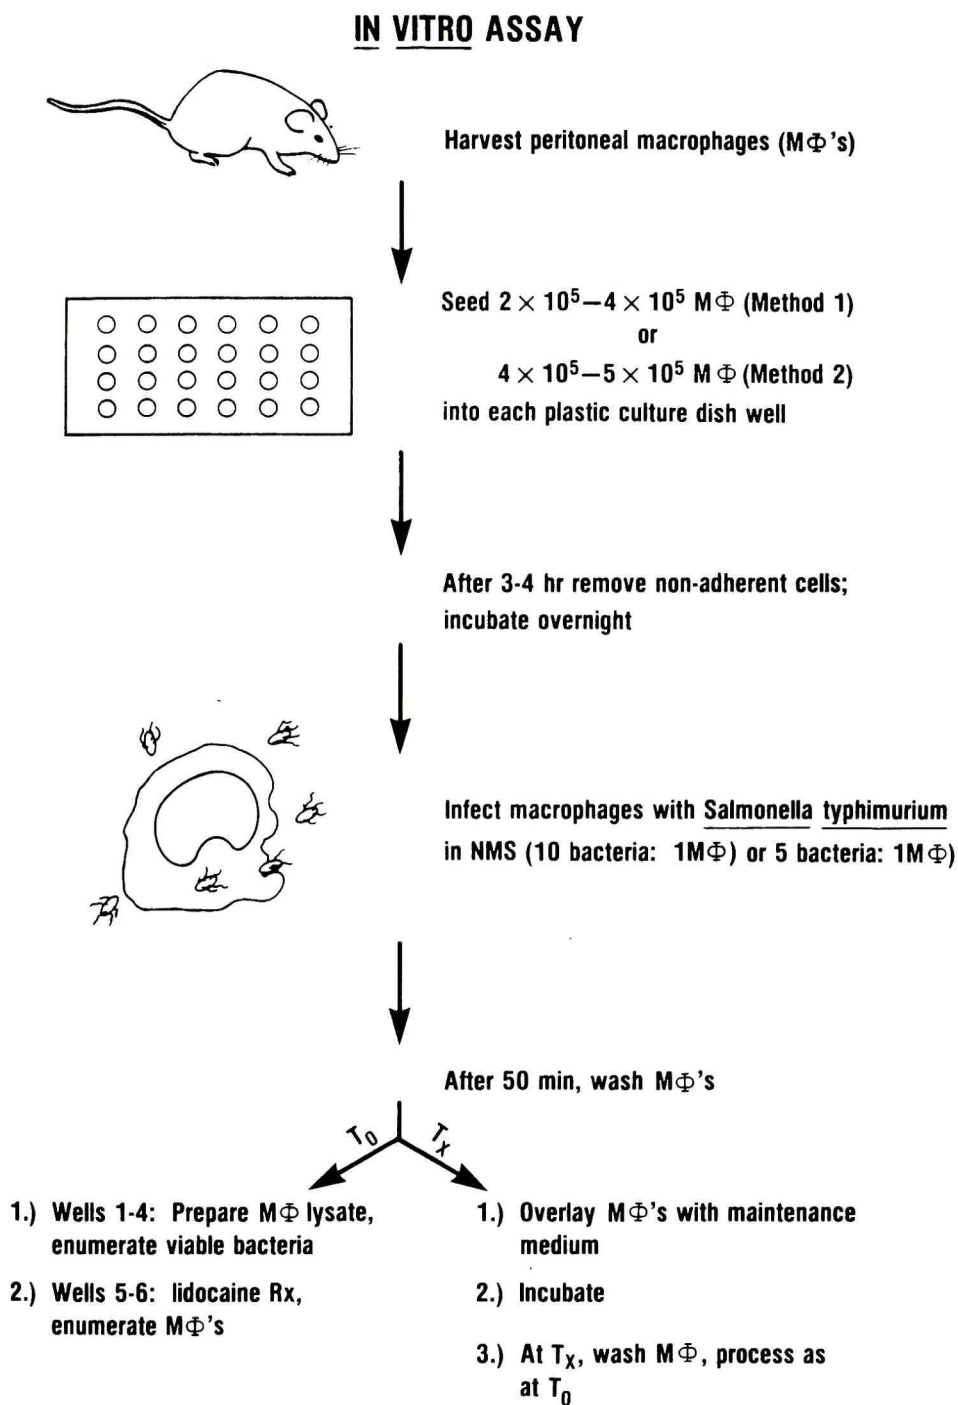 IN VITRO ASSAY
Harvest peritoneal macrophages (MΦ's)
Seed 2 × 10⁵–4 × 10⁵ MΦ (Method 1)
or
4 × 10⁵–5 × 10⁵ M Φ (Method 2)
into each plastic culture dish well
After 3-4 hr remove non-adherent cells;
incubate overnight
Infect macrophages with Salmonella typhimurium
in NMS (10 bacteria: 1MΦ) or 5 bacteria: 1MΦ)
After 50 min, wash MΦ's
T₀
Tₓ
1.) Wells 1-4: Prepare MΦ lysate,
enumerate viable bacteria
2.) Wells 5-6: lidocaine Rx,
enumerate MΦ's
1.) Overlay MΦ's with maintenance
medium
2.) Incubate
3.) At Tₓ, wash MΦ, process as
at T₀